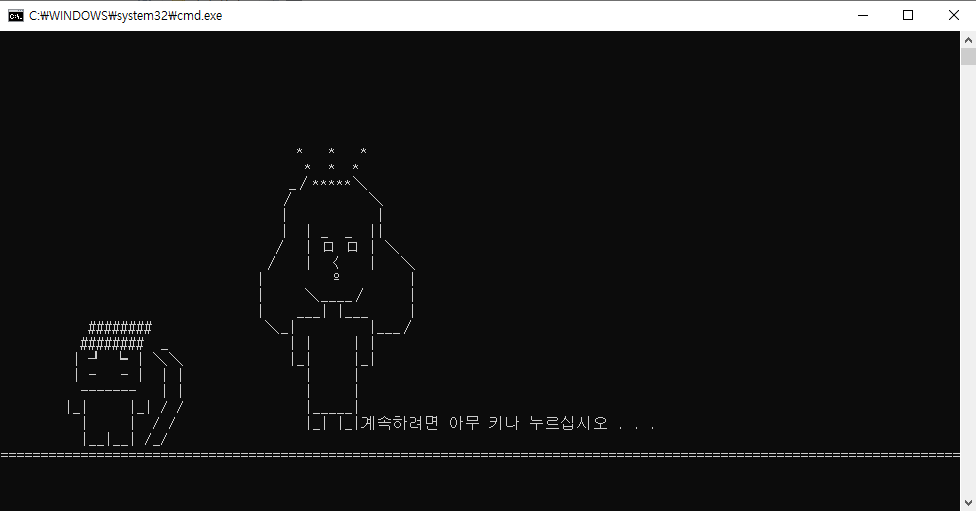 C:₩WINDOWS₩system32₩cmd.exe
계속하려면 아무 키나 누르십시오 . . .